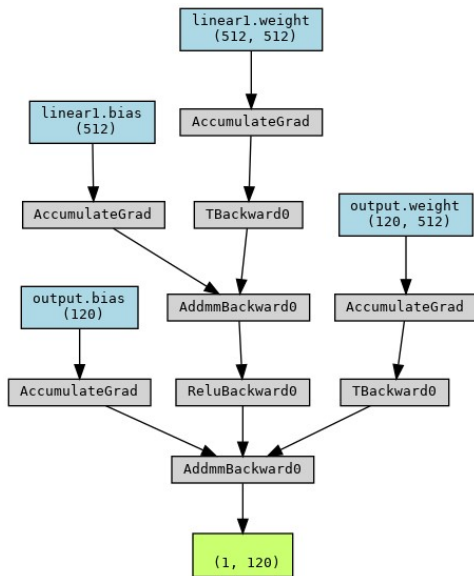 linear1.weight
(512, 512)
linear1.bias
(512)
AccumulateGrad
AccumulateGrad
TBackward0
output.weight
(120, 512)
output.bias
(120)
AddmmBackward0
AccumulateGrad
AccumulateGrad
ReluBackward0
TBackward0
AddmmBackward0
(1, 120)